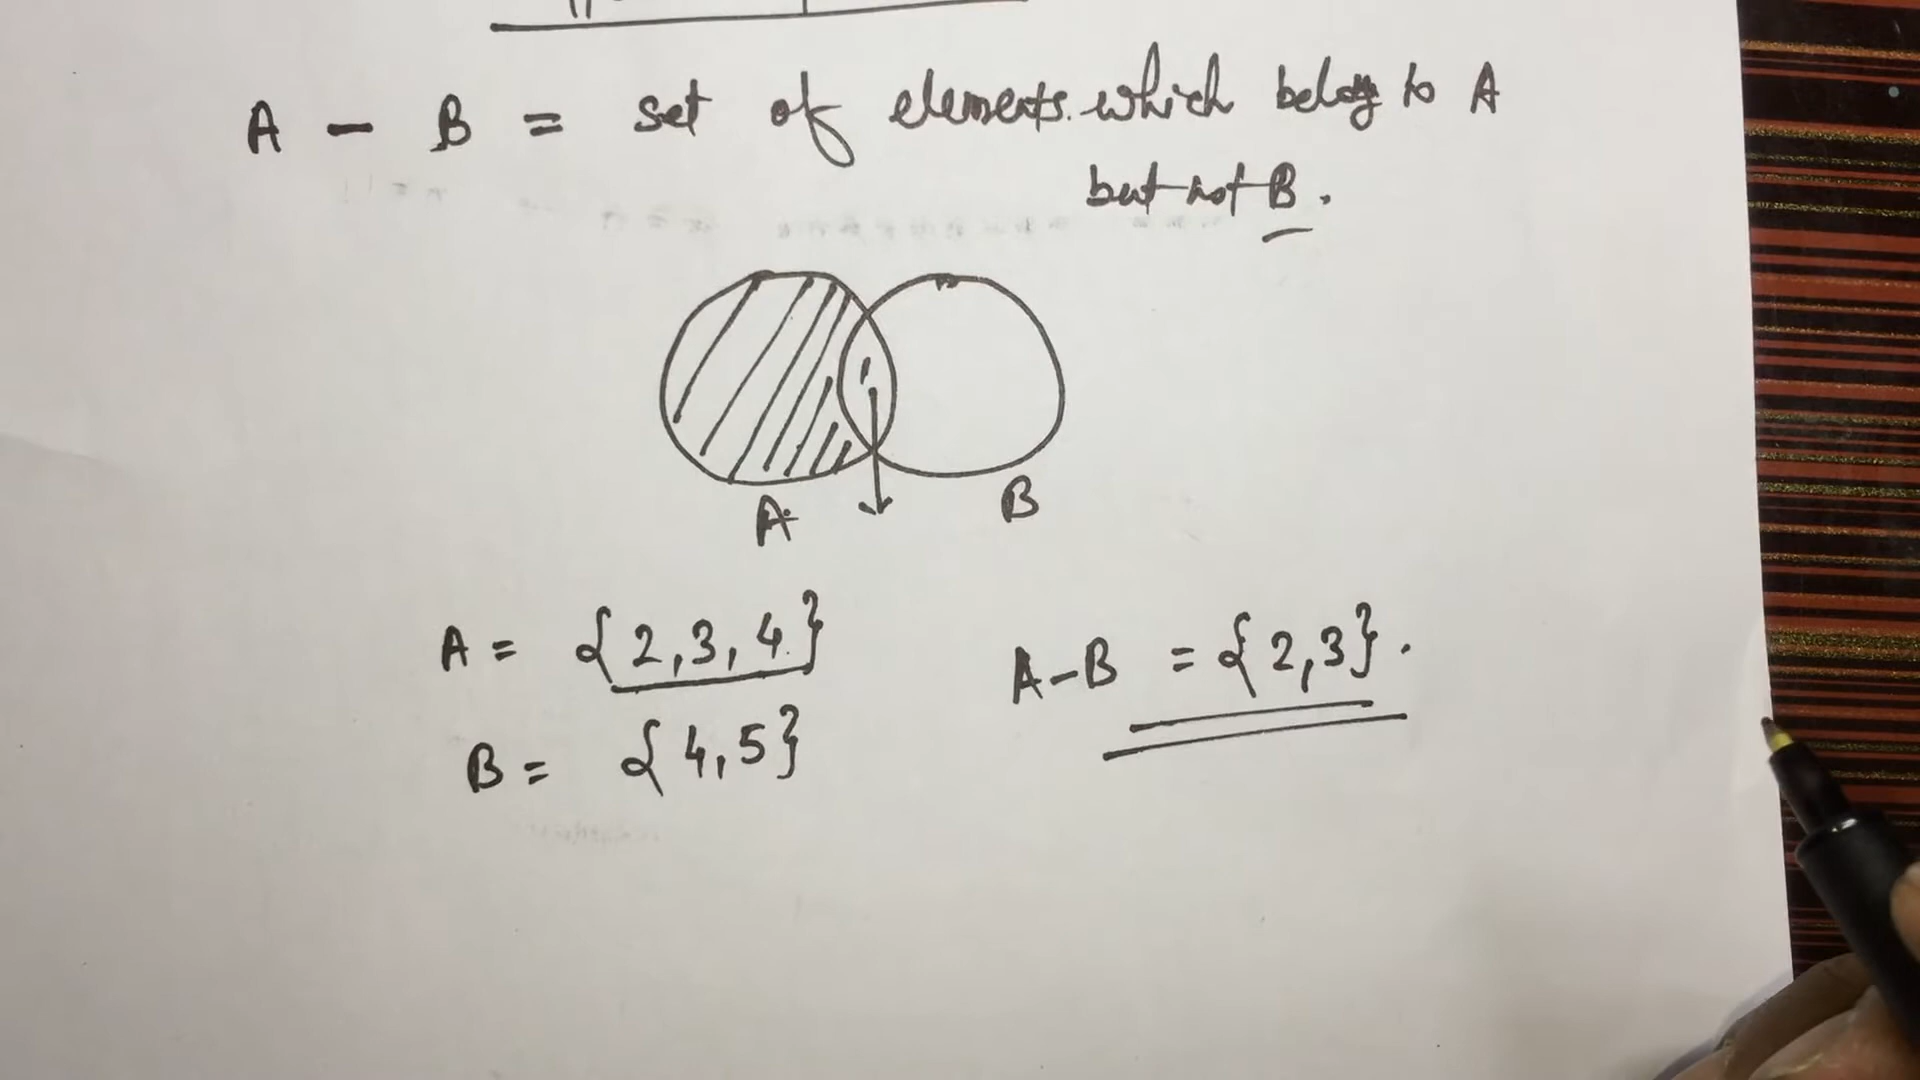 A - B = set of elements which belong to A
but not B.
A
B
A = {2,3,4}
A-B = {2,3}.
B = {4,5}